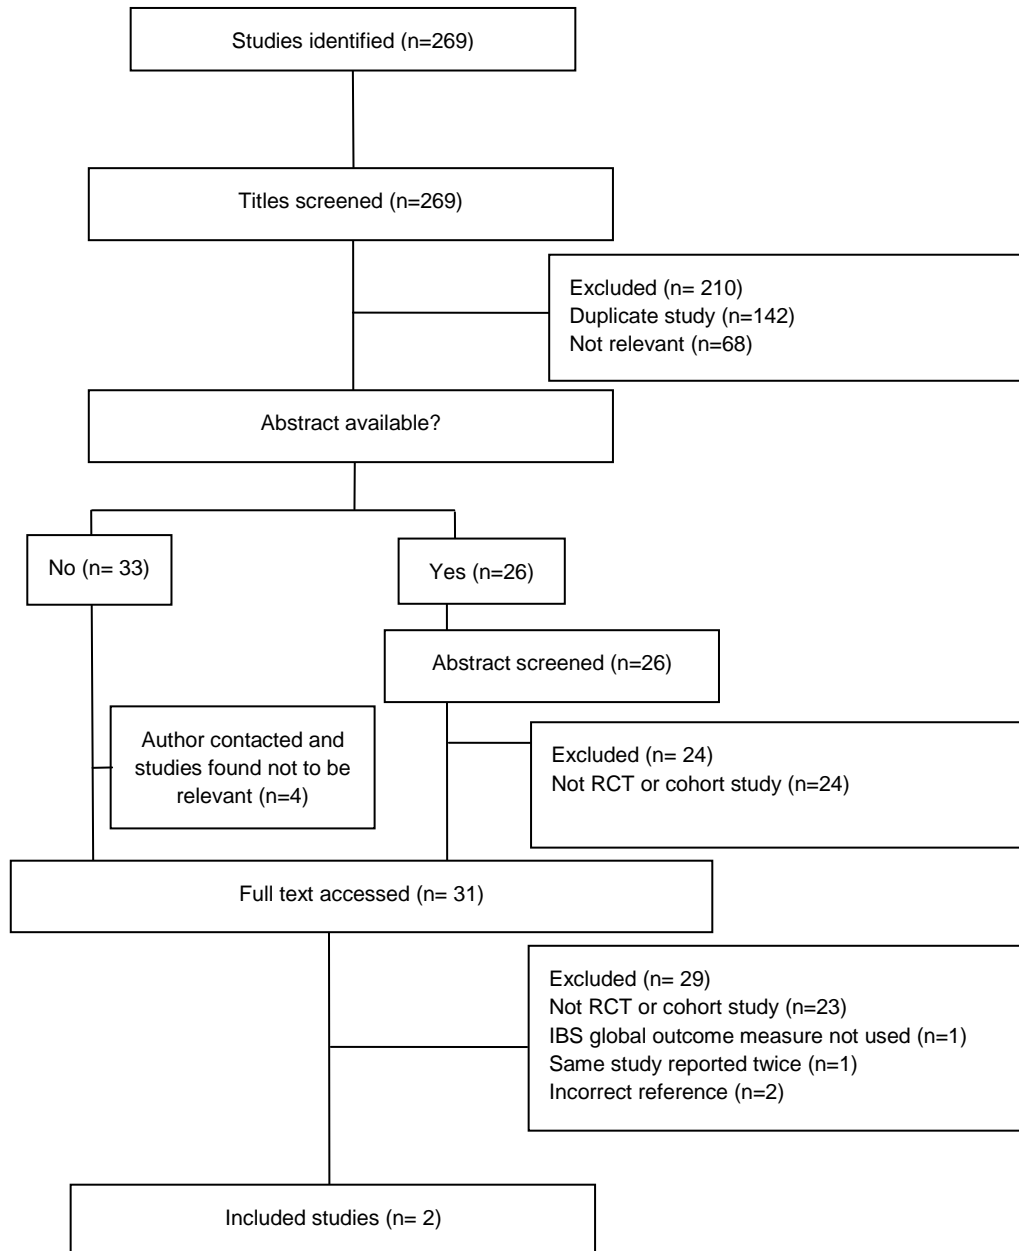 Studies identified (n=269)
Titles screened (n=269)
Excluded (n= 210)
Duplicate study (n=142)
Not relevant (n=68)
Abstract available?
No (n= 33)
Yes (n=26)
Abstract screened (n=26)
Author contacted and
studies found not to be
relevant (n=4)
Excluded (n= 24)
Not RCT or cohort study (n=24)
Full text accessed (n= 31)
Excluded (n= 29)
Not RCT or cohort study (n=23)
IBS global outcome measure not used (n=1)
Same study reported twice (n=1)
Incorrect reference (n=2)
Included studies (n= 2)